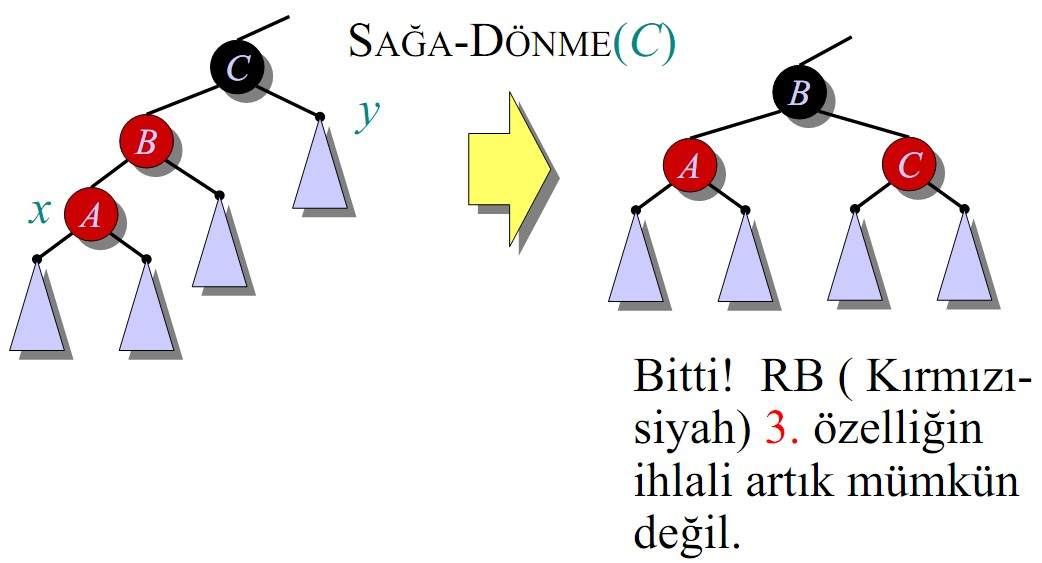 SAĞA-DÖNME(C)
C
B
y
x
A
B
A
C
Bitti! RB ( Kırmızı-
siyah) 3. özelliğin
ihlali artık mümkün
değil.